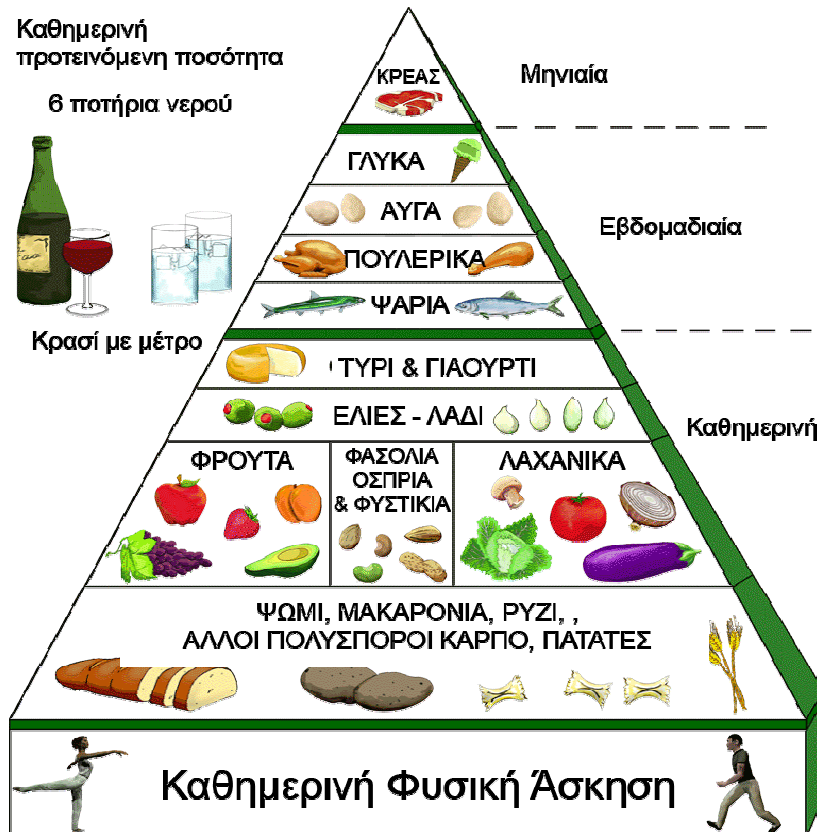 Καθημερινή
προτεινόμενη ποσότητα
6 ποτήρια νερού
Κρασί με μέτρο
ΚΡΕΑΣ
Μηνιαία
ΓΛΥΚΑ
ΑΥΓΑ
ΠΟΥΛΕΡΙΚΑ
ΨΑΡΙΑ
Εβδομαδιαία
ΤΥΡΙ & ΓΙΑΟΥΡΤΙ
ΕΛΙΕΣ - ΛΑΔΙ
Καθημερινή
ΦΡΟΥΤΑ
ΦΑΣΟΛΙΑ
ΟΣΠΡΙΑ
& ΦΥΣΤΙΚΙΑ
ΛΑΧΑΝΙΚΑ
ΨΩΜΙ, ΜΑΚΑΡΟΝΙΑ, ΡΥΖΙ, ,
ΑΛΛΟΙ ΠΟΛΥΣΠΟΡΟΙ ΚΑΡΠΟ, ΠΑΤΑΤΕΣ
Καθημερινή Φυσική Άσκηση